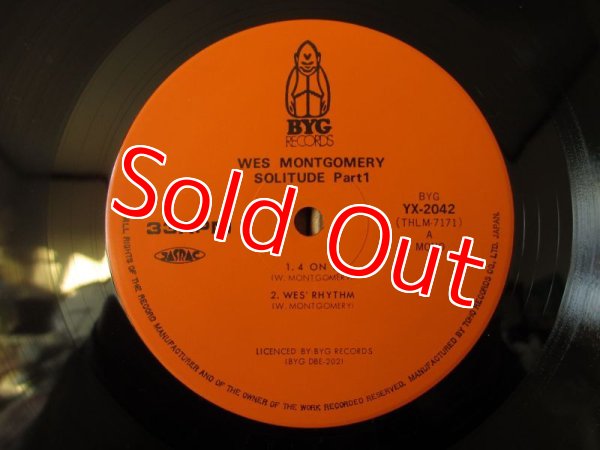 BYG
RECORDS
WES MONTGOMERY
SOLITUDE Part1
BYG
YX-2042
(THLM-7171)
A
Sold Out
JASRAC
1. 4 ON
(W. MONTGOMERY)
2. WES' RHYTHM
(W. MONTGOMERY)
LICENCED BY BYG RECORDS
(BYG DBE-202)
ALL RIGHTS OF THE RECORD MANUFACTURER AND OF THE OWNER OF THE WORK RECORDED RESERVED. MANUFACTURED BY TOHO RECORDS CO., LTD. JAPAN.